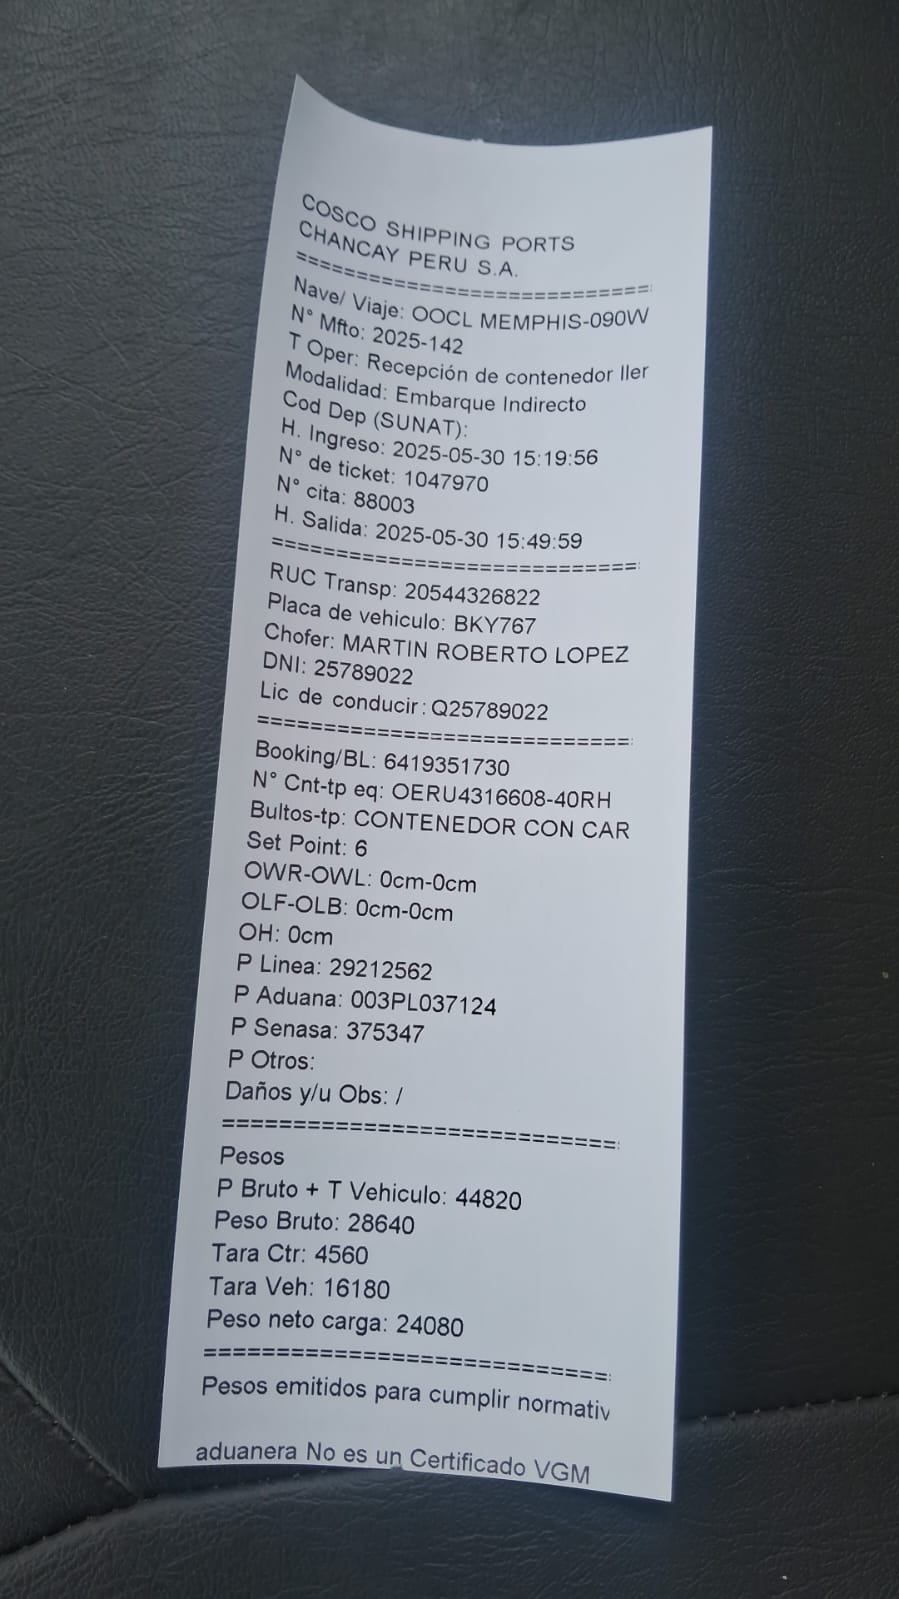 COSCO SHIPPING PORTS
CHANCAY PERU S.A.
==============================
Nave/ Viaje: OOCL MEMPHIS-090W
N° Mfto: 2025-142
T Oper: Recepción de contenedor ller
Modalidad: Embarque Indirecto
Cod Dep (SUNAT):
H. Ingreso: 2025-05-30 15:19:56
N° de ticket: 1047970
N° cita: 88003
H. Salida: 2025-05-30 15:49:59
==============================
RUC Transp: 20544326822
Placa de vehiculo: BKY767
Chofer: MARTIN ROBERTO LOPEZ
DNI: 25789022
Lic de conducir: Q25789022
==============================
Booking/BL: 6419351730
N° Cnt-tp eq: OERU4316608-40RH
Bultos-tp: CONTENEDOR CON CAR
Set Point: 6
OWR-OWL: 0cm-0cm
OLF-OLB: 0cm-0cm
OH: 0cm
P Linea: 29212562
P Aduana: 003PL037124
P Senasa: 375347
P Otros:
Daños y/u Obs: /
==============================
Pesos
P Bruto + T Vehiculo: 44820
Peso Bruto: 28640
Tara Ctr: 4560
Tara Veh: 16180
Peso neto carga: 24080
==============================
Pesos emitidos para cumplir normativ
aduanera No es un Certificado VGM